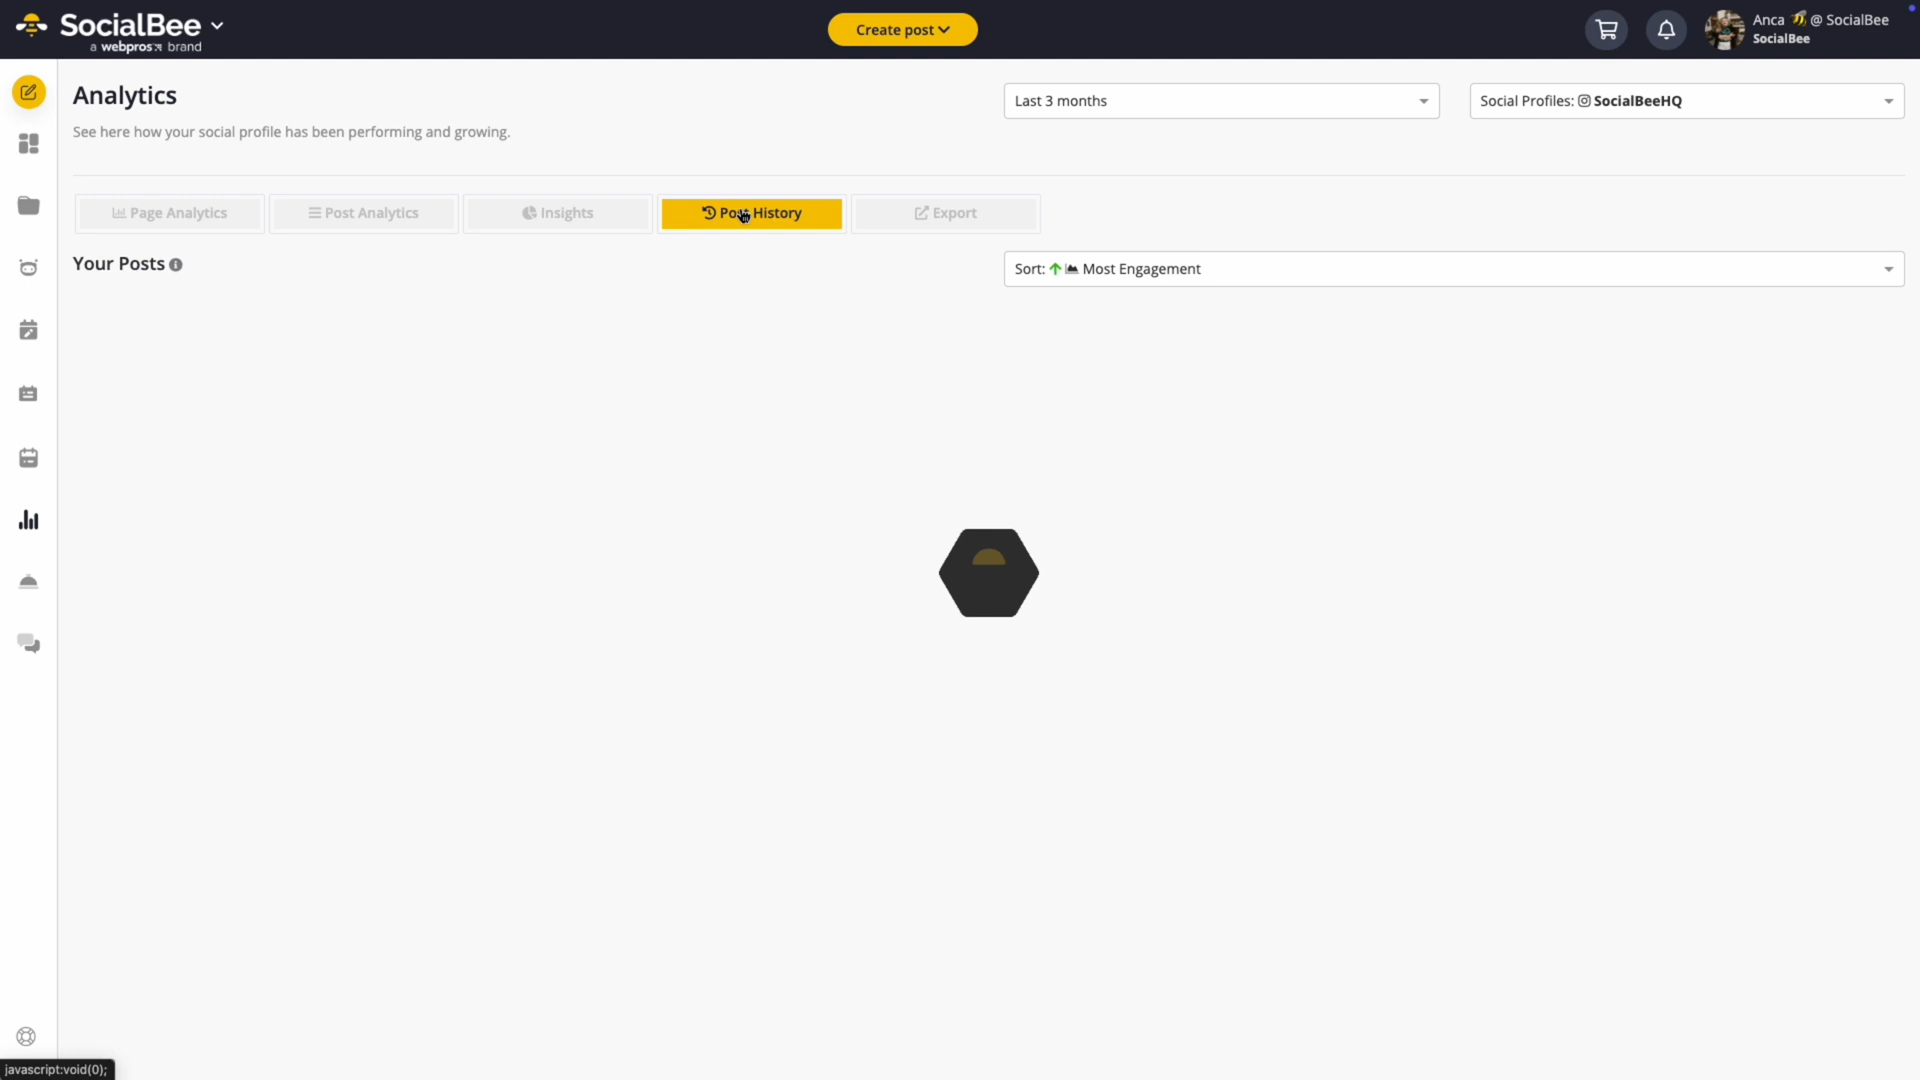 SocialBee
a webpros brand
Create post
Anca 🐝 @ SocialBee
SocialBee
Analytics
See here how your social profile has been performing and growing.
Last 3 months
Social Profiles: SocialBeeHQ
Page Analytics
Post Analytics
Insights
Post History
Export
Your Posts
Sort: Most Engagement
javascript:void(0);